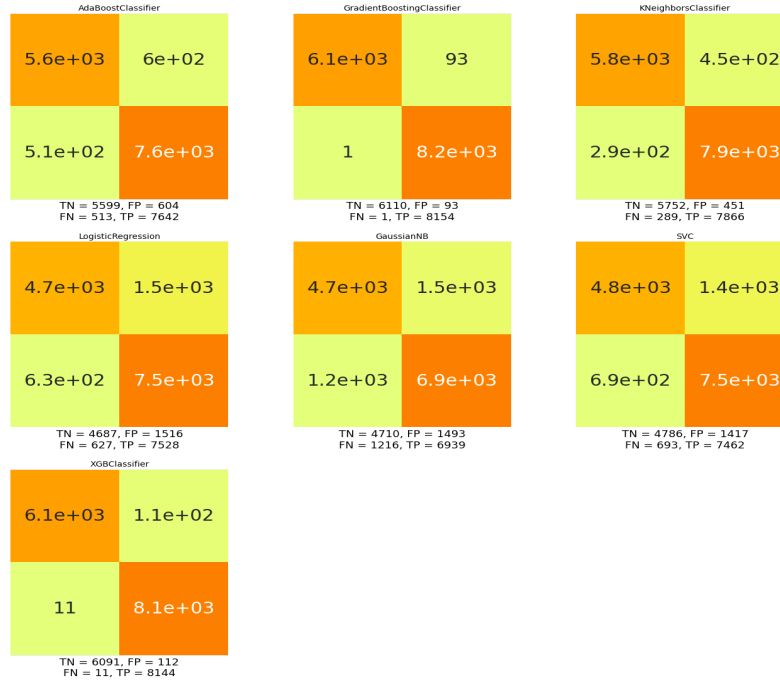 AdaBoostClassifier
5.6e+03 6e+02
5.1e+02 7.6e+03
TN = 5599, FP = 604
FN = 513, TP = 7642
GradientBoostingClassifier
6.1e+03 93
1 8.2e+03
TN = 6110, FP = 93
FN = 1, TP = 8154
KNeighborsClassifier
5.8e+03 4.5e+02
2.9e+02 7.9e+03
TN = 5752, FP = 451
FN = 289, TP = 7866
LogisticRegression
4.7e+03 1.5e+03
6.3e+02 7.5e+03
TN = 4687, FP = 1516
FN = 627, TP = 7528
GaussianNB
4.7e+03 1.5e+03
1.2e+03 6.9e+03
TN = 4710, FP = 1493
FN = 1216, TP = 6939
SVC
4.8e+03 1.4e+03
6.9e+02 7.5e+03
TN = 4786, FP = 1417
FN = 693, TP = 7462
XGBClassifier
6.1e+03 1.1e+02
11 8.1e+03
TN = 6091, FP = 112
FN = 11, TP = 8144